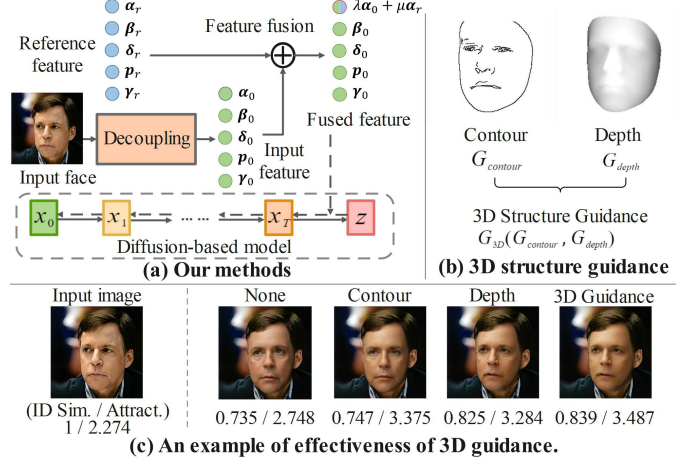 α_r
β_r
δ_r
p_r
γ_r
Reference
feature
Feature fusion
λα_0 + μα_r
β_0
δ_0
p_0
γ_0
Fused feature
Decoupling
α_0
β_0
δ_0
p_0
γ_0
Input
feature
Input face
x_0
x_1
... ...
x_T
z
Diffusion-based model
(a) Our methods
Contour
G_contour
Depth
G_depth
3D Structure Guidance
G_3D(G_contour , G_depth)
(b) 3D structure guidance
Input image
(ID Sim. / Attract.)
1 / 2.274
None
0.735 / 2.748
Contour
0.747 / 3.375
Depth
0.825 / 3.284
3D Guidance
0.839 / 3.487
(c) An example of effectiveness of 3D guidance.